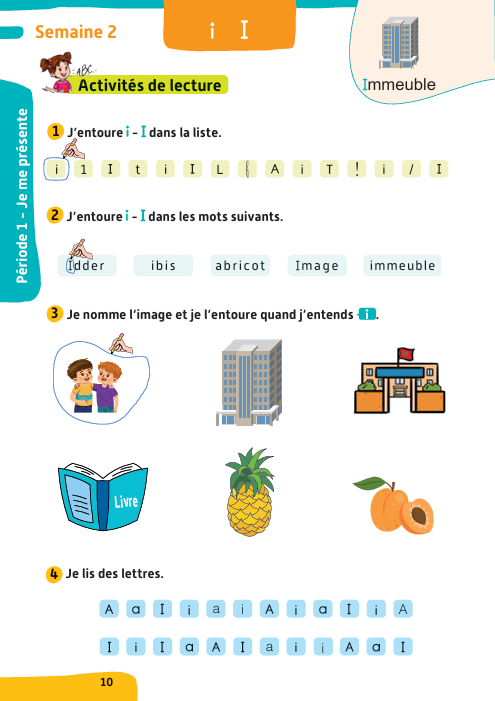 Semaine 2
i I
Immeuble
ABC
Activités de lecture
Période 1 - Je me présente
1 J'entoure i - I dans la liste.
i 1 I t i I L A i T ! i / I
2 J'entoure i - I dans les mots suivants.
Idder ibis abricot Image immeuble
3 Je nomme l'image et je l'entoure quand j'entends i.
Livre
4 Je lis des lettres.
A a I i a i A i a I i A
I i I a A I a i i A a I
10